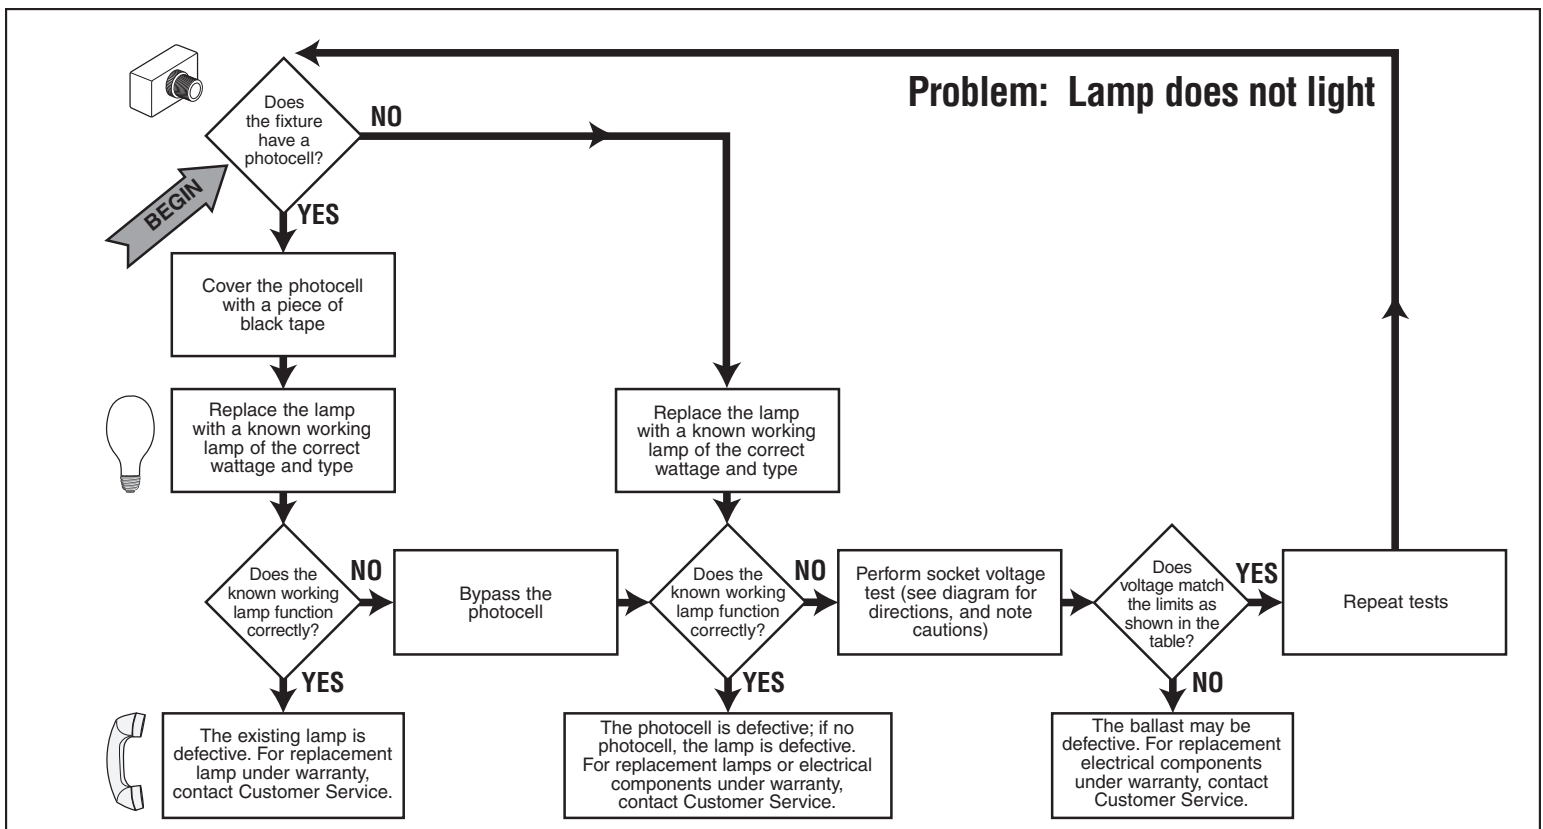 Problem: Lamp does not light
BEGIN
Does
the fixture
have a
photocell?
NO
YES
Cover the photocell
with a piece of
black tape
Replace the lamp
with a known working
lamp of the correct
wattage and type
Replace the lamp
with a known working
lamp of the correct
wattage and type
Does the
known working
lamp function
correctly?
NO
YES
Bypass the
photocell
Does the
known working
lamp function
correctly?
NO
YES
Perform socket voltage
test (see diagram for
directions, and note
cautions)
Does
voltage match
the limits as
shown in the
table?
YES
NO
Repeat tests
The existing lamp is
defective. For replacement
lamp under warranty,
contact Customer Service.
The photocell is defective; if no
photocell, the lamp is defective.
For replacement lamps or electrical
components under warranty,
contact Customer Service.
The ballast may be
defective. For replacement
electrical components
under warranty, contact
Customer Service.